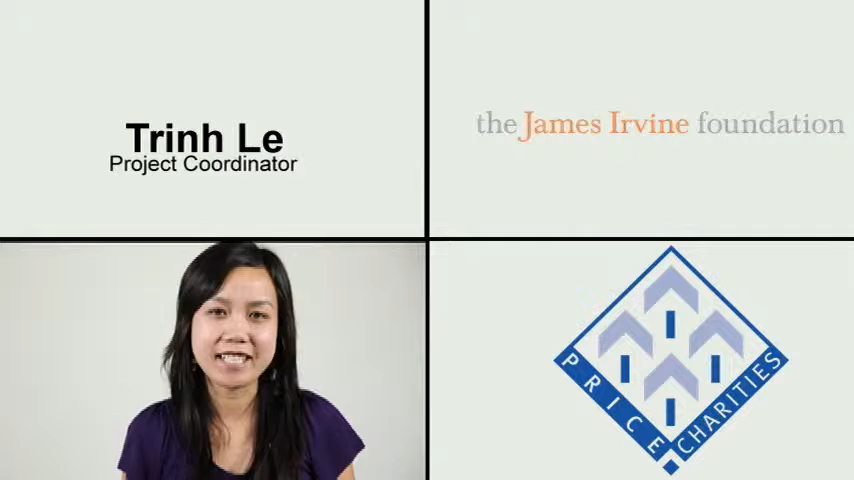 Trinh Le
Project Coordinator
the James Irvine foundation
PRICE CHARITIES